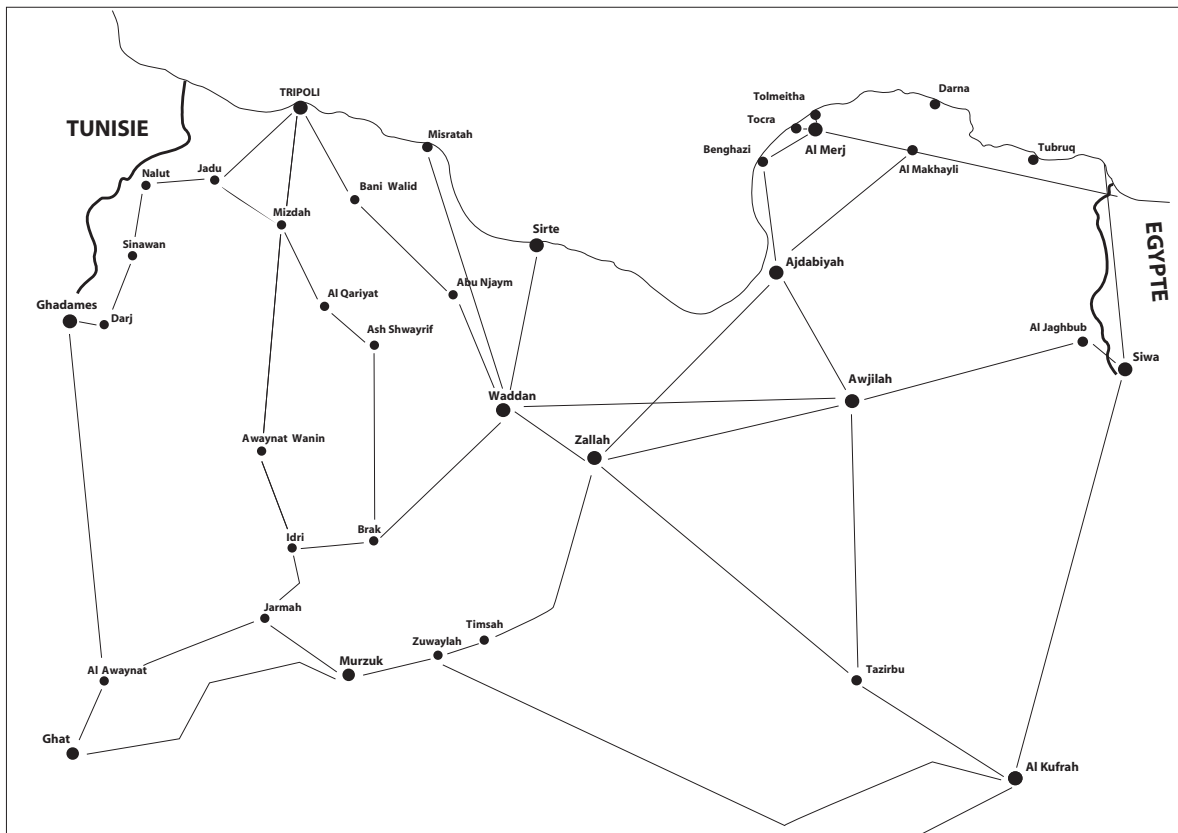 TRIPOLI
TUNISIE
Misratah
Nalut
Jadu
Bani Walid
Mizdah
Sinawan
Sirte
Abu Njaym
Al Qariyat
Ghadames
Darj
Ash Shwayrif
Waddan
Awaynat Wanin
Idri
Brak
Jarmah
Al Awaynat
Murzuk
Zuwaylah
Timsah
Ghat
Tolmeitha
Darna
Tocra
Al Merj
Benghazi
Al Makhayli
Tubruq
Ajdabiyah
EGYPTE
Al Jaghbub
Siwa
Awjilah
Zallah
Tazirbu
Al Kufrah